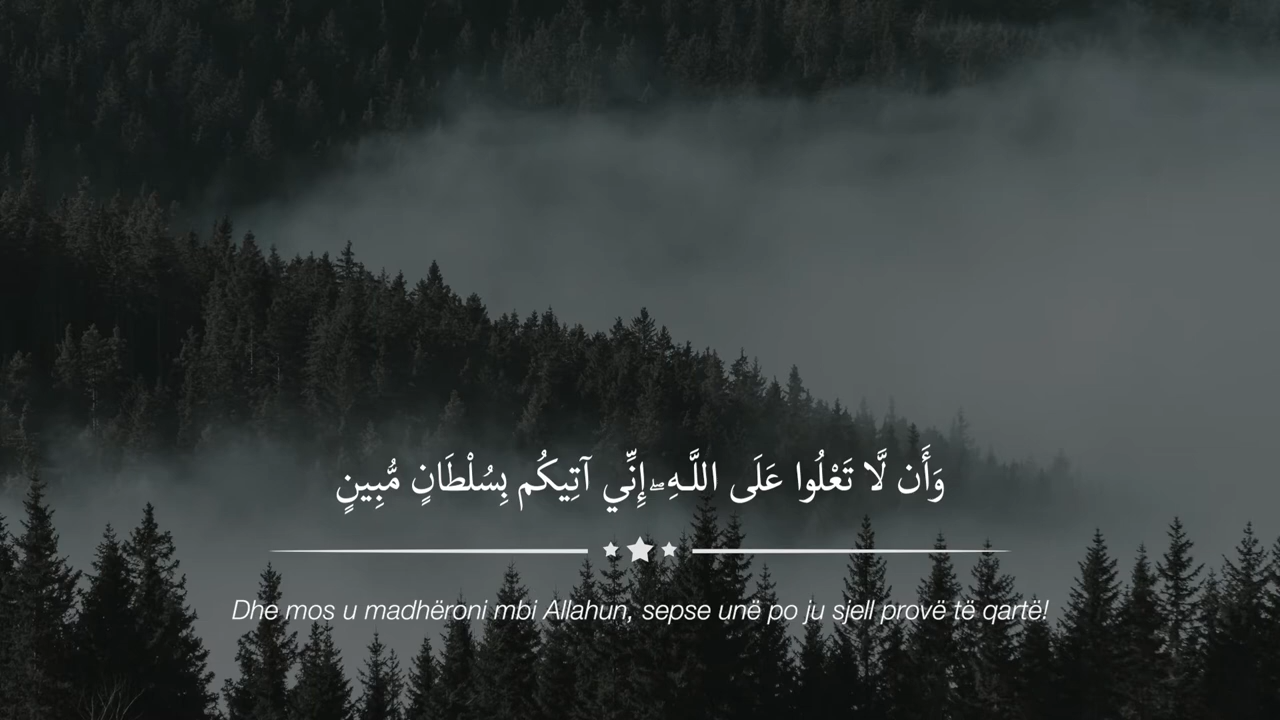 وَأَن لَّا تَعْلُوا عَلَى اللَّـهِ ۖ إِنِّي آتِيكُم بِسُلْطَانٍ مُّبِينٍ
Dhe mos u madhëroni mbi Allahun, sepse unë po ju sjell provë të qartë!